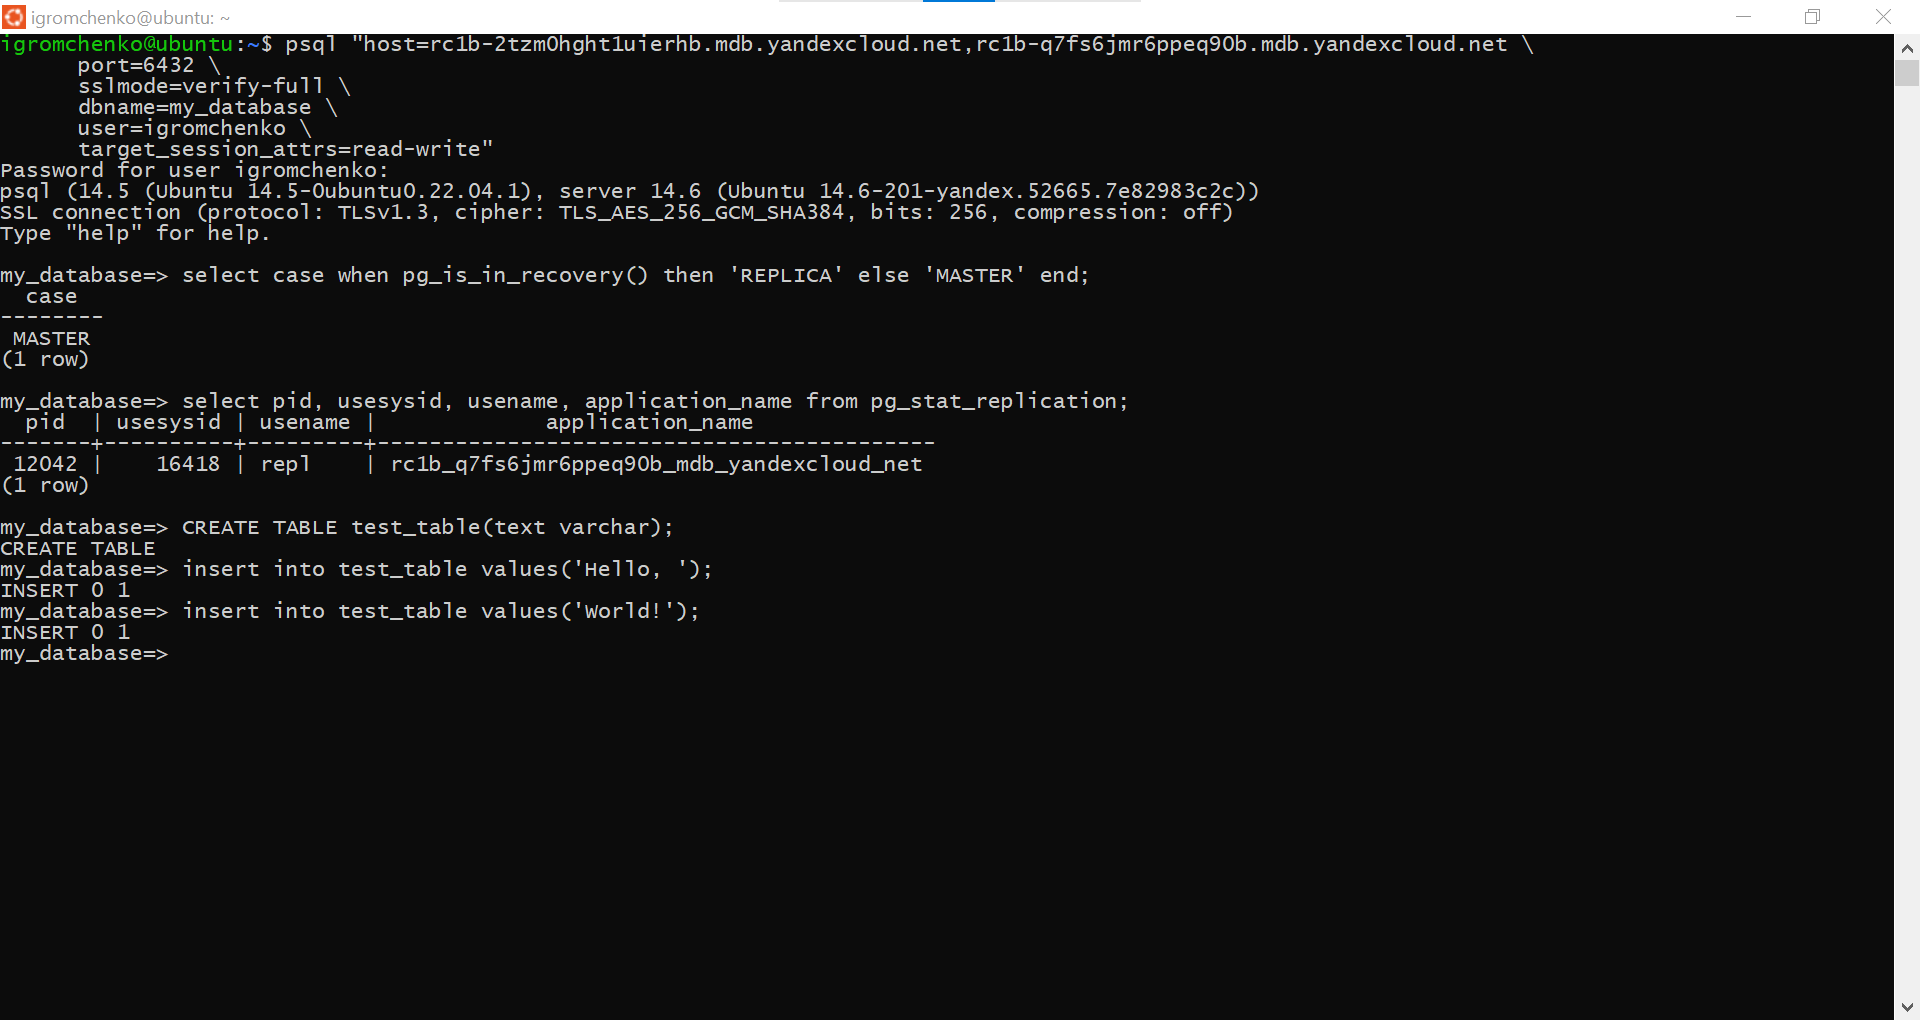 igromchenko@ubuntu: ~
igromchenko@ubuntu:~$ psql "host=rc1b-2tzm0hght1uierhb.mdb.yandexcloud.net,rc1b-q7fs6jmr6ppeq90b.mdb.yandexcloud.net \
      port=6432 \
      sslmode=verify-full \
      dbname=my_database \
      user=igromchenko \
      target_session_attrs=read-write"
Password for user igromchenko:
psql (14.5 (Ubuntu 14.5-0ubuntu0.22.04.1), server 14.6 (Ubuntu 14.6-201-yandex.52665.7e82983c2c))
SSL connection (protocol: TLSv1.3, cipher: TLS_AES_256_GCM_SHA384, bits: 256, compression: off)
Type "help" for help.

my_database=> select case when pg_is_in_recovery() then 'REPLICA' else 'MASTER' end;
  case
--------
 MASTER
(1 row)

my_database=> select pid, usesysid, usename, application_name from pg_stat_replication;
  pid  | usesysid | usename |             application_name
-------+----------+---------+-------------------------------------------
 12042 |    16418 | repl    | rc1b_q7fs6jmr6ppeq90b_mdb_yandexcloud_net
(1 row)

my_database=> CREATE TABLE test_table(text varchar);
CREATE TABLE
my_database=> insert into test_table values('Hello, ');
INSERT 0 1
my_database=> insert into test_table values('World!');
INSERT 0 1
my_database=>